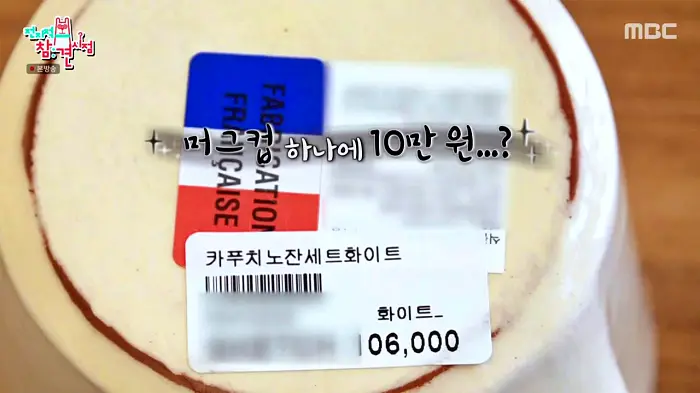 전지적 참견 시점
본방송
MBC
FABRICATION
FRANÇAISE
머그컵 하나에 10만 원...?
카푸치노잔세트화이트
화이트_
06,000